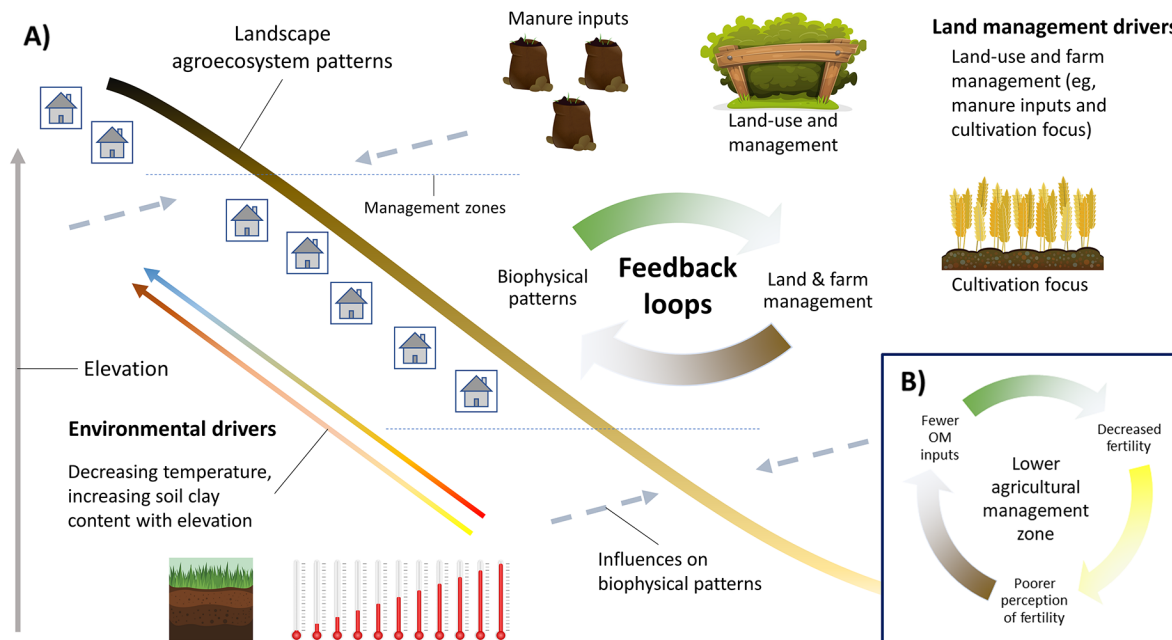 A)
Landscape
agroecosystem patterns
Manure inputs
Land-use and
management
Land management drivers
Land-use and farm
management (eg,
manure inputs and
cultivation focus)
Management zones
Biophysical
patterns
Feedback
loops
Land & farm
management
Cultivation focus
Elevation
Environmental drivers
Decreasing temperature,
increasing soil clay
content with elevation
Influences on
biophysical patterns
B)
Fewer
OM
inputs
Decreased
fertility
Lower
agricultural
management
zone
Poorer
perception
of fertility